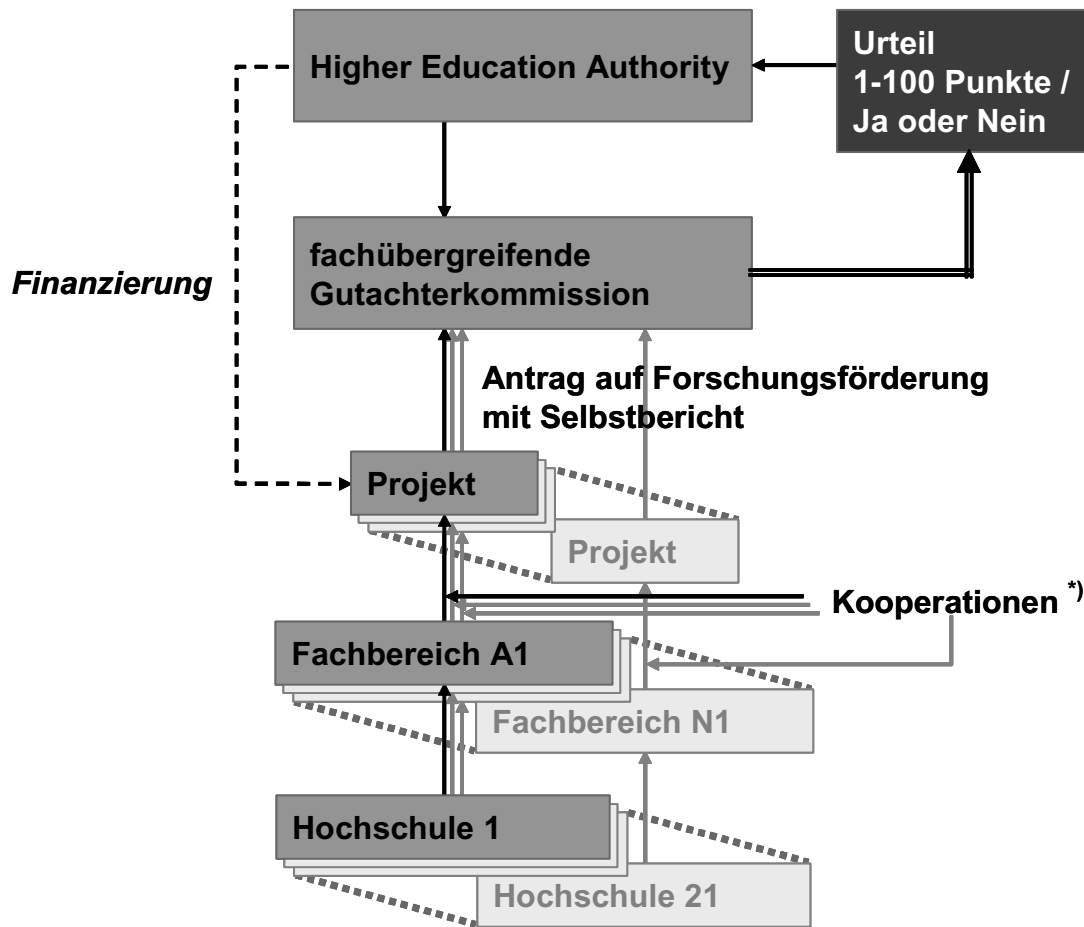 Higher Education Authority
Urteil
1-100 Punkte /
Ja oder Nein
fachübergreifende
Gutachterkommission
Finanzierung
Antrag auf Forschungsförderung
mit Selbstbericht
Projekt
Projekt
Kooperationen *)
Fachbereich A1
Fachbereich N1
Hochschule 1
Hochschule 21